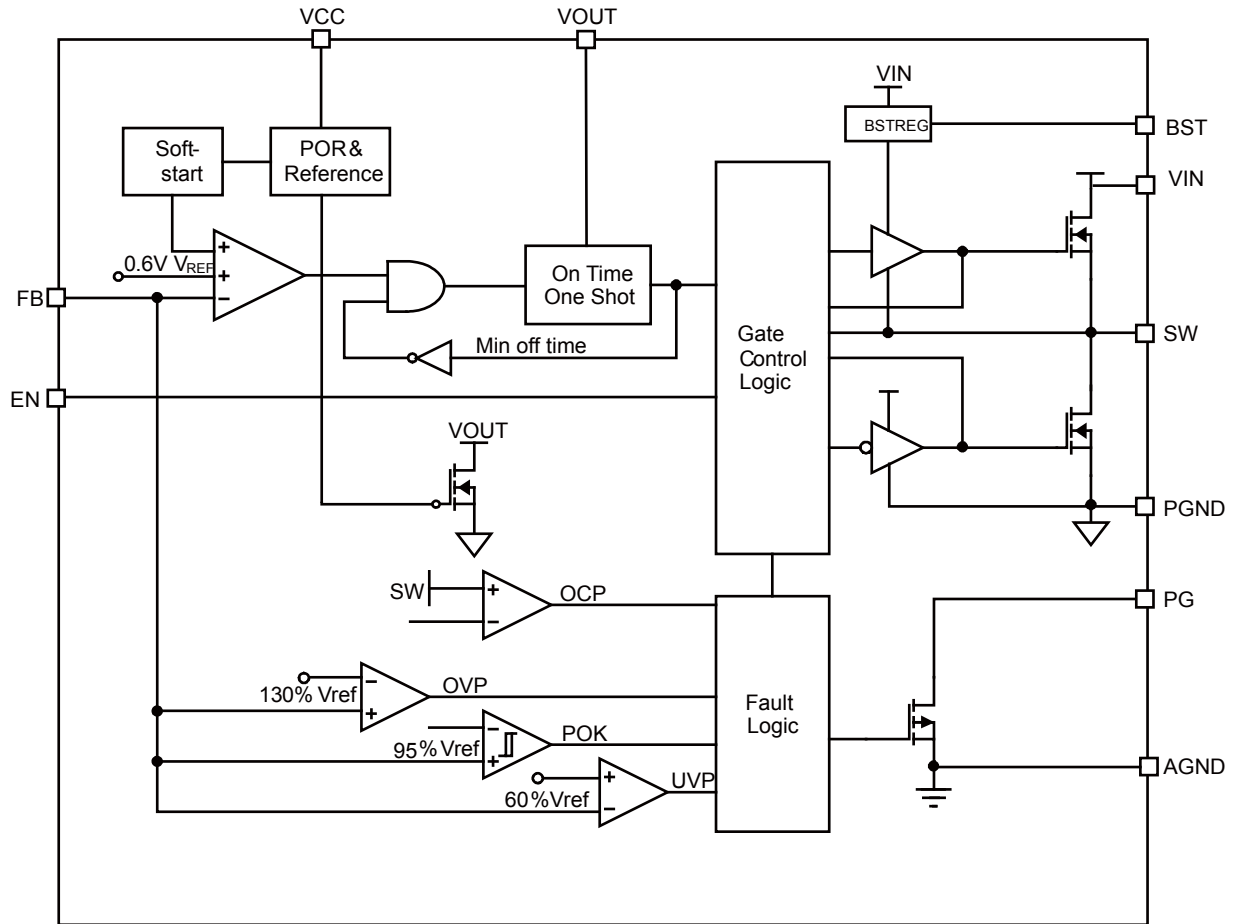 VCC
VOUT
VIN
BSTREG
BST
Soft-
start
POR &
Reference
VIN
0.6V VREF
+
+
−
FB
On Time
One Shot
Min off time
Gate
Control
Logic
SW
EN
VOUT
PGND
SW
+
−
OCP
PG
130% Vref
−
+
OVP
Fault
Logic
95% Vref
−
+
POK
AGND
60%Vref
+
−
UVP